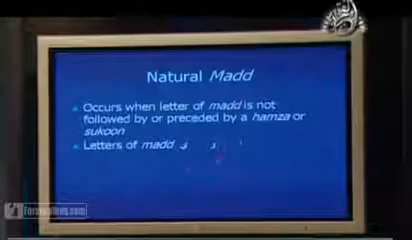 Natural Madd
Occurs when letter of madd is not
followed by or preceded by a hamza or
sukoon
Letters of madd